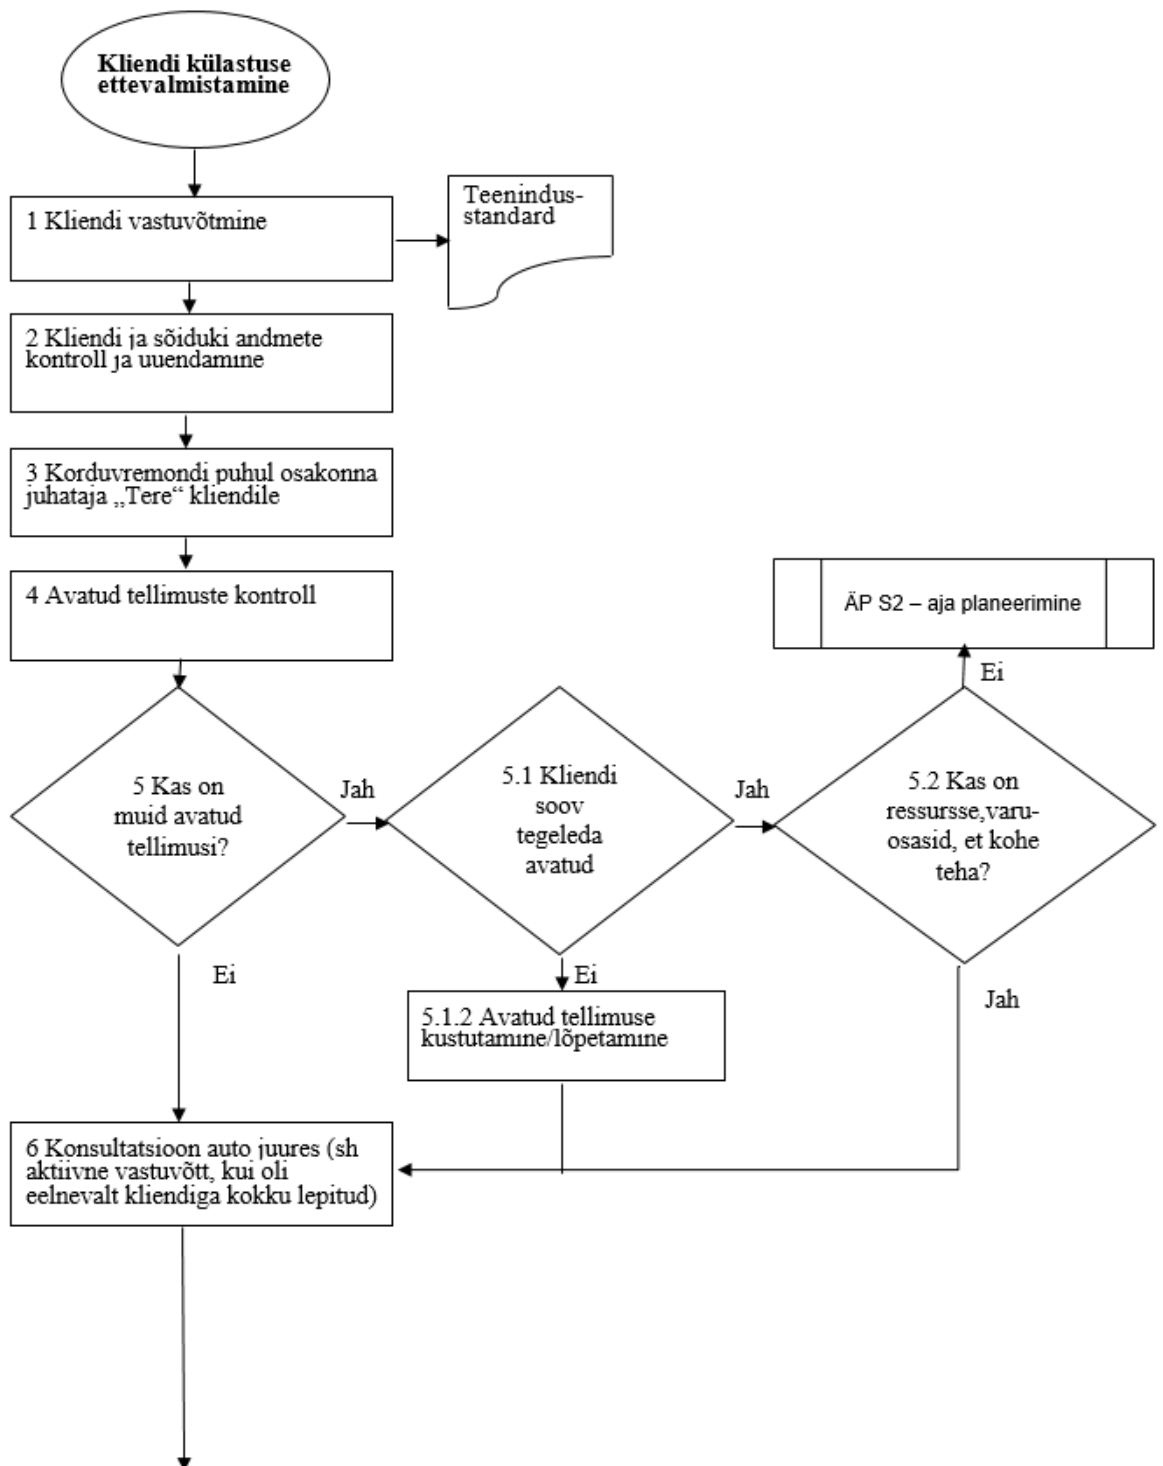 Kliendi külastuse
ettevalmistamine
1 Kliendi vastuvõtmine
Teenindus-
standard
2 Kliendi ja sõiduki andmete
kontroll ja uuendamine
3 Korduvremondi puhul osakonna
juhataja „Tere“ kliendile
4 Avatud tellimuste kontroll
ÄP S2 – aja planeerimine
Ei
5 Kas on
muid avatud
tellimusi?
Jah
5.1 Kliendi
soov
tegeleda
avatud
Jah
5.2 Kas on
ressursse,varu-
osasid, et kohe
teha?
Ei
Ei
Jah
5.1.2 Avatud tellimuse
kustutamine/lõpetamine
6 Konsultatsioon auto juures (sh
aktiivne vastuvõtt, kui oli
eelnevalt kliendiga kokku lepitud)